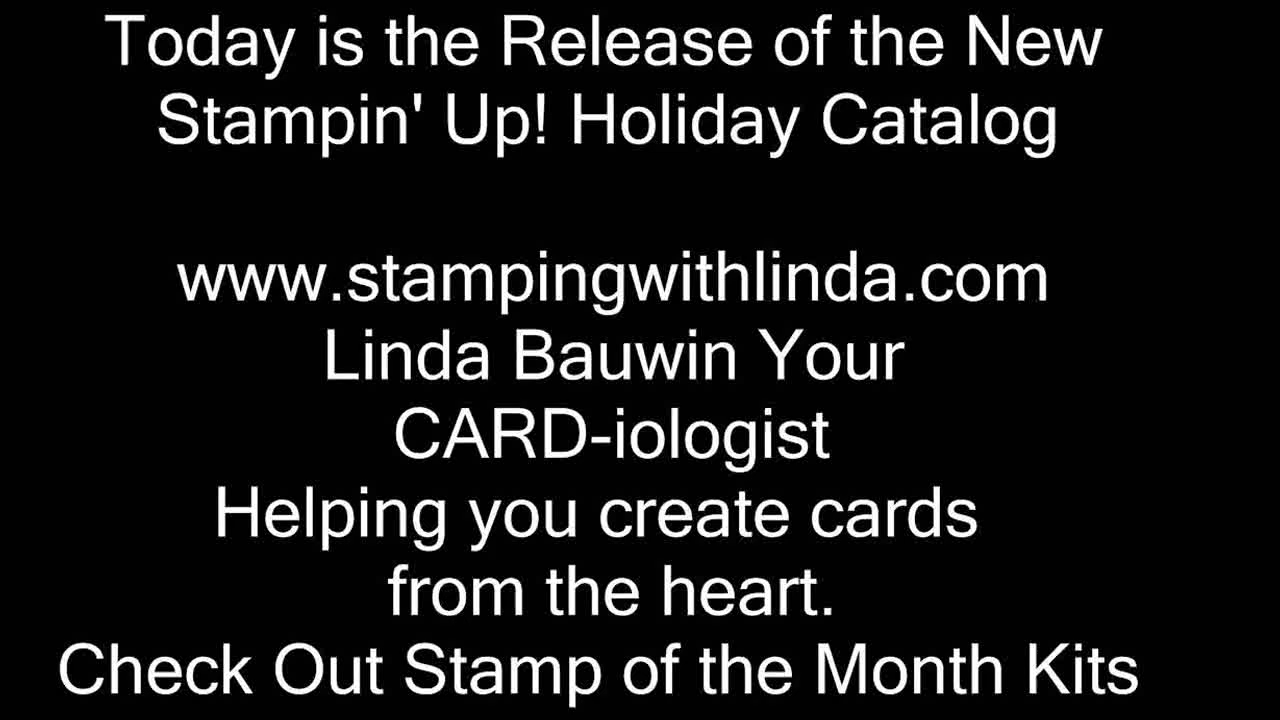 Today is the Release of the New
Stampin' Up! Holiday Catalog
www.stampingwithlinda.com
Linda Bauwin Your
CARD-iologist
Helping you create cards
from the heart.
Check Out Stamp of the Month Kits